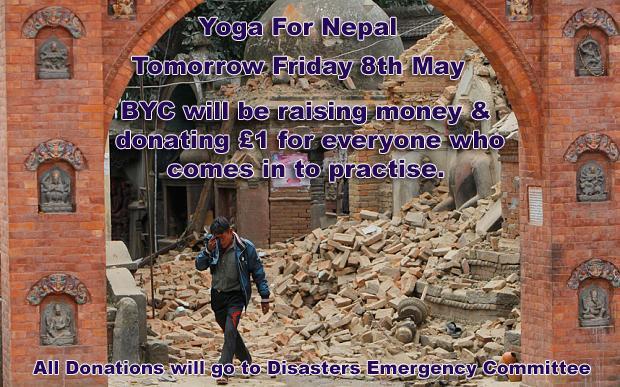 Yoga For Nepal
Tomorrow Friday 8th May
BYC will be raising money &
donating £1 for everyone who
comes in to practise.
All Donations will go to Disasters Emergency Committee